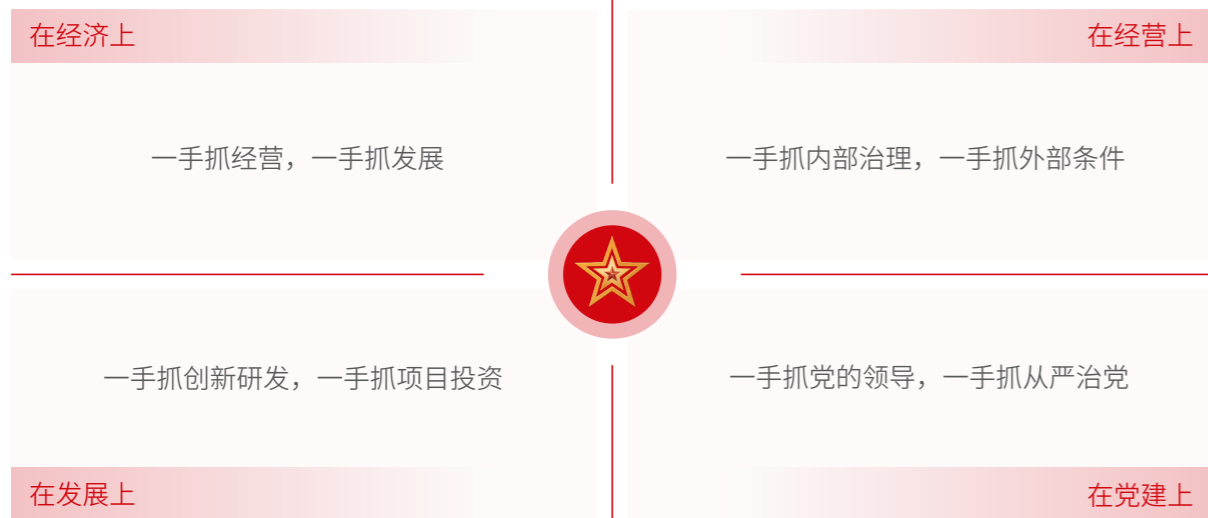 在经济上
一手抓经营，一手抓发展
在经营上
一手抓内部治理，一手抓外部条件
一手抓创新研发，一手抓项目投资
在发展上
一手抓党的领导，一手抓从严治党
在党建上